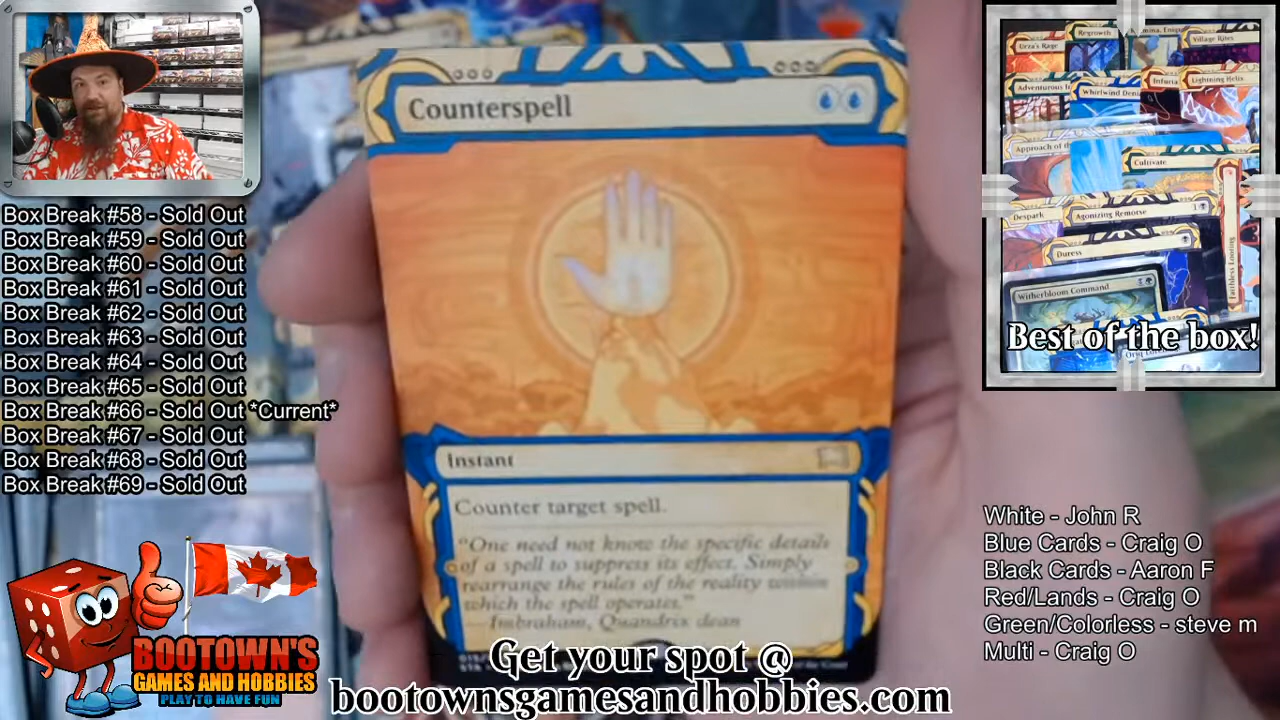 Box Break #58 - Sold Out
Box Break #59 - Sold Out
Box Break #60 - Sold Out
Box Break #61 - Sold Out
Box Break #62 - Sold Out
Box Break #63 - Sold Out
Box Break #64 - Sold Out
Box Break #65 - Sold Out
Box Break #66 - Sold Out *Current*
Box Break #67 - Sold Out
Box Break #68 - Sold Out
Box Break #69 - Sold Out
BOOTOWN'S
GAMES AND HOBBIES
PLAY TO HAVE FUN
Counterspell
Instant
Counter target spell.
"One need not know the specific details
of a spell to suppress its effect. Simply
rearrange the rules of the reality within
which the spell operates."
—Imbraham, Quandrix dean
Get your spot @
bootownsgamesandhobbies.com
Urza's Rage
Regrowth
Village Rites
Adventurous
Whirlwind
Lightning Helix
Approach of
Cultivate
Despark
Agonizing Remorse
Duress
Faithless Looting
Witherbloom Command
Best of the box!
White - John R
Blue Cards - Craig O
Black Cards - Aaron F
Red/Lands - Craig O
Green/Colorless - steve m
Multi - Craig O